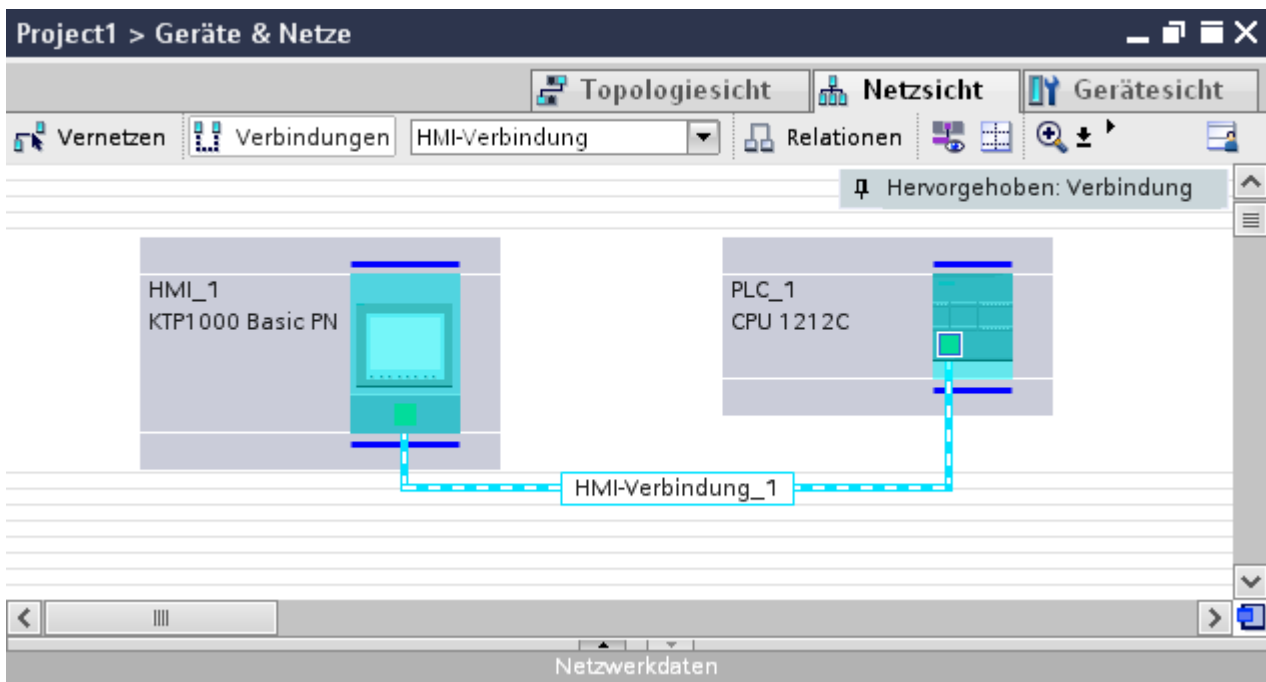 Project1 > Geräte & Netze
Topologiesicht Netzsicht Gerätesicht
Vernetzen Verbindungen HMI-Verbindung Relationen
Hervorgehoben: Verbindung
HMI_1
KTP1000 Basic PN
PLC_1
CPU 1212C
HMI-Verbindung_1
Netzwerkdaten